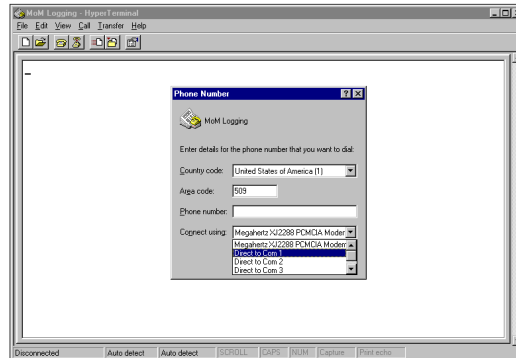 MoM Logging - HyperTerminal
File Edit View Call Transfer Help
Phone Number
MoM Logging
Enter details for the phone number that you want to dial:
Country code: United States of America (1)
Area code: 509
Phone number:
Connect using: Megahertz XJ2288 PCMCIA Modem
Megahertz XJ2288 PCMCIA Modem
Direct to Com 1
Direct to Com 2
Direct to Com 3
Disconnected Auto detect Auto detect SCROLL CAPS NUM Capture Print echo